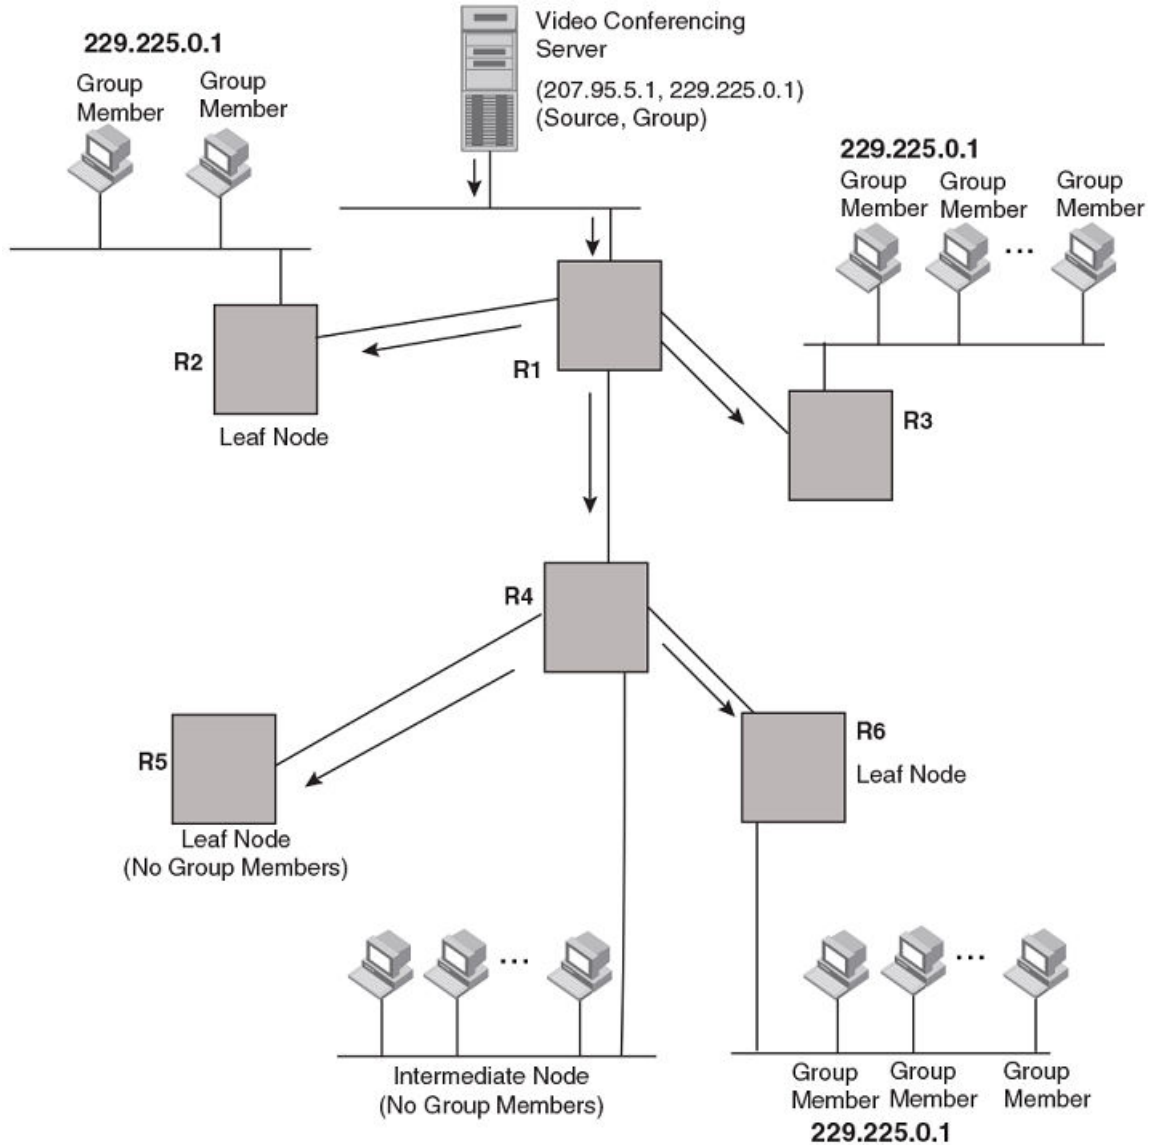 229.225.0.1
Group
Member
Group
Member
Video Conferencing
Server
(207.95.5.1, 229.225.0.1)
(Source, Group)
229.225.0.1
Group
Member
Group
Member
...
Group
Member
R2
Leaf Node
R1
R3
R4
R5
Leaf Node
(No Group Members)
R6
Leaf Node
...
Intermediate Node
(No Group Members)
...
Group
Member
Group
Member
Group
Member
229.225.0.1